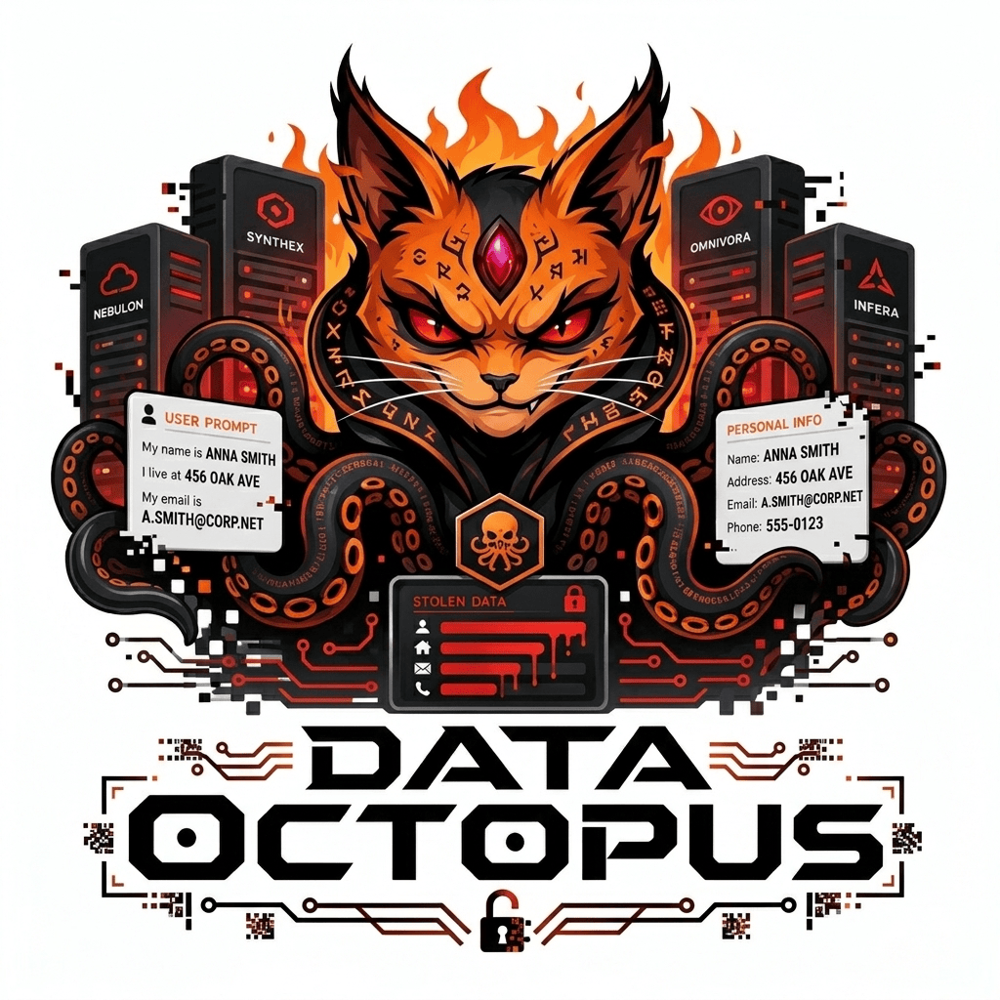 SYNTHEX
OMNIVORA
NEBULON
INFERA
USER PROMPT
My name is ANNA SMITH
I live at 456 OAK AVE
My email is
A.SMITH@CORP.NET
PERSONAL INFO
Name: ANNA SMITH
Address: 456 OAK AVE
Email: A.SMITH@CORP.NET
Phone: 555-0123
STOLEN DATA
DATA
OCTOPUS